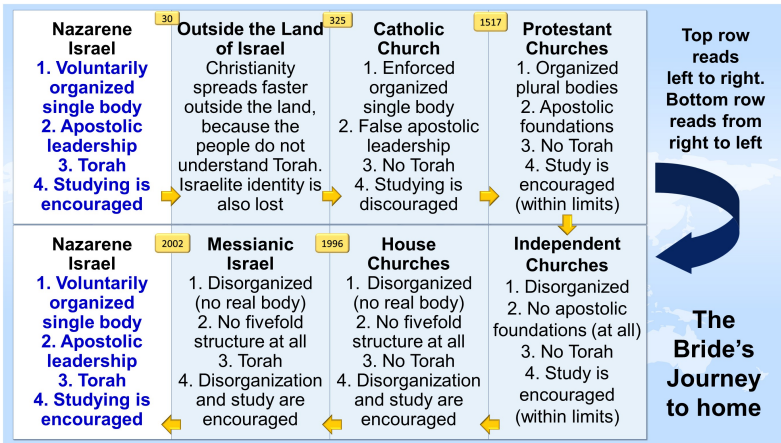 30
325
1517
Nazarene
Israel
1. Voluntarily
organized
single body
2. Apostolic
leadership
3. Torah
4. Studying is
encouraged
Outside the Land
of Israel
Christianity
spreads faster
outside the land,
because the
people do not
understand Torah.
Israelite identity is
also lost
Catholic
Church
1. Enforced
organized
single body
2. False apostolic
leadership
3. No Torah
4. Studying is
discouraged
Protestant
Churches
1. Organized
plural bodies
2. Apostolic
foundations
3. No Torah
4. Study is
encouraged
(within limits)
Top row
reads
left to right.
Bottom row
reads from
right to left
Independent
Churches
1. Disorganized
2. No apostolic
foundations (at all)
3. No Torah
4. Study is
encouraged
(within limits)
1996
House
Churches
1. Disorganized
(no real body)
2. No fivefold
structure at all
3. No Torah
4. Disorganization
and study are
encouraged
2002
Messianic
Israel
1. Disorganized
(no real body)
2. No fivefold
structure at all
3. Torah
4. Disorganization
and study are
encouraged
Nazarene
Israel
1. Voluntarily
organized
single body
2. Apostolic
leadership
3. Torah
4. Studying is
encouraged
The
Bride's
Journey
to home